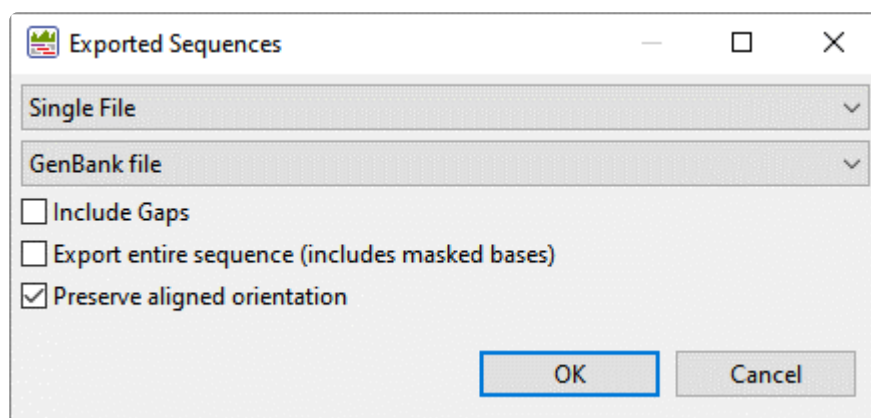 Exported Sequences
Single File
GenBank file
Include Gaps
Export entire sequence (includes masked bases)
Preserve aligned orientation
OK Cancel